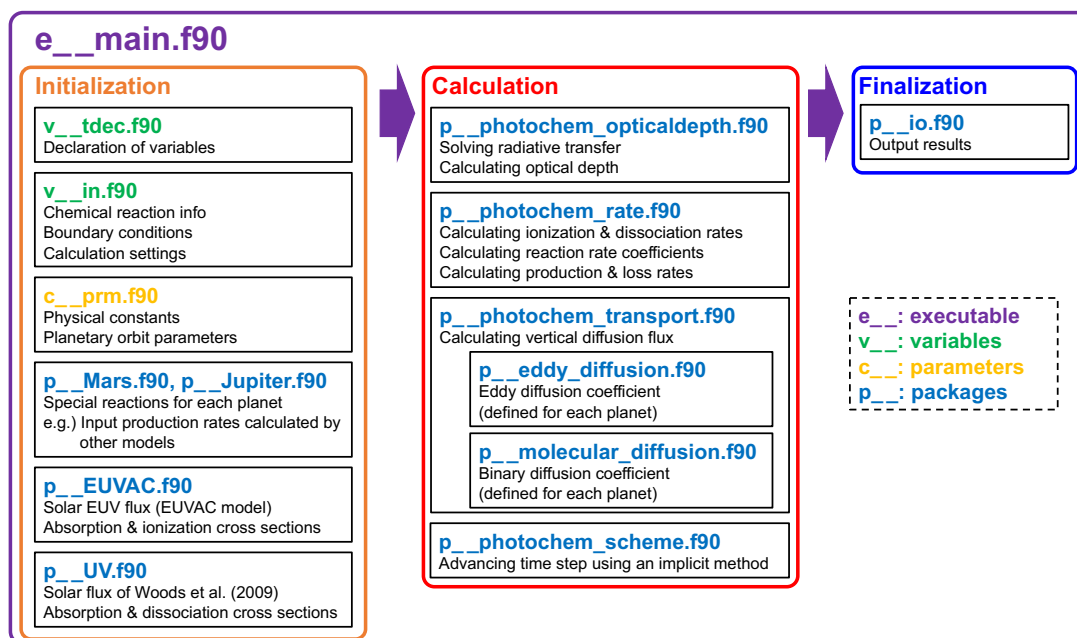 e__main.f90
Initialization
v__tdec.f90
Declaration of variables
v__in.f90
Chemical reaction info
Boundary conditions
Calculation settings
c__prm.f90
Physical constants
Planetary orbit parameters
p__Mars.f90, p__Jupiter.f90
Special reactions for each planet
e.g.) Input production rates calculated by
other models
p__EUVAC.f90
Solar EUV flux (EUVAC model)
Absorption & ionization cross sections
p__UV.f90
Solar flux of Woods et al. (2009)
Absorption & dissociation cross sections
Calculation
p__photochem_opticaldepth.f90
Solving radiative transfer
Calculating optical depth
p__photochem_rate.f90
Calculating ionization & dissociation rates
Calculating reaction rate coefficients
Calculating production & loss rates
p__photochem_transport.f90
Calculating vertical diffusion flux
p__eddy_diffusion.f90
Eddy diffusion coefficient
(defined for each planet)
p__molecular_diffusion.f90
Binary diffusion coefficient
(defined for each planet)
p__photochem_scheme.f90
Advancing time step using an implicit method
Finalization
p__io.f90
Output results
e__: executable
v__: variables
c__: parameters
p__: packages